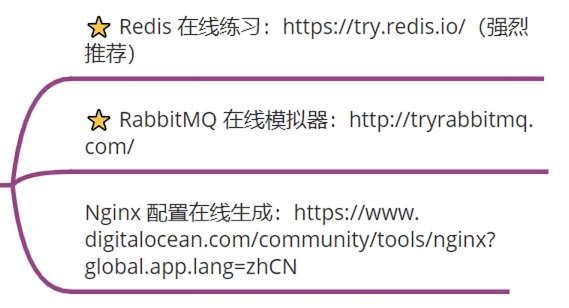 ⭐ Redis 在线练习：https://try.redis.io/（强烈
推荐）
⭐ RabbitMQ 在线模拟器：http://tryrabbitmq.
com/
Nginx 配置在线生成：https://www.
digitalocean.com/community/tools/nginx?
global.app.lang=zhCN